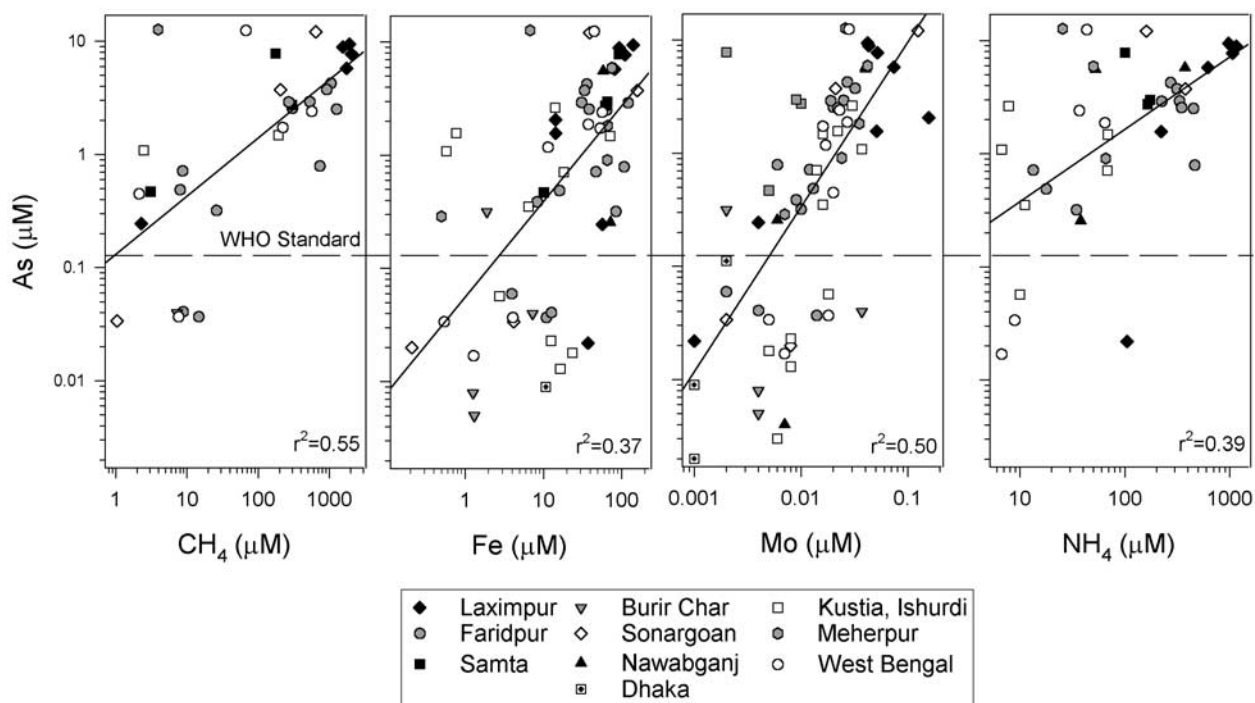 As (μM)
10
1
0.1
0.01
WHO Standard
r²=0.55
r²=0.37
r²=0.50
r²=0.39
1 10 100 1000
1 10 100
0.001 0.01 0.1
10 100 1000
CH₄ (μM)
Fe (μM)
Mo (μM)
NH₄ (μM)
Laximpur
Burir Char
Kustia, Ishurdi
Faridpur
Sonargoan
Meherpur
Samta
Nawabganj
West Bengal
Dhaka